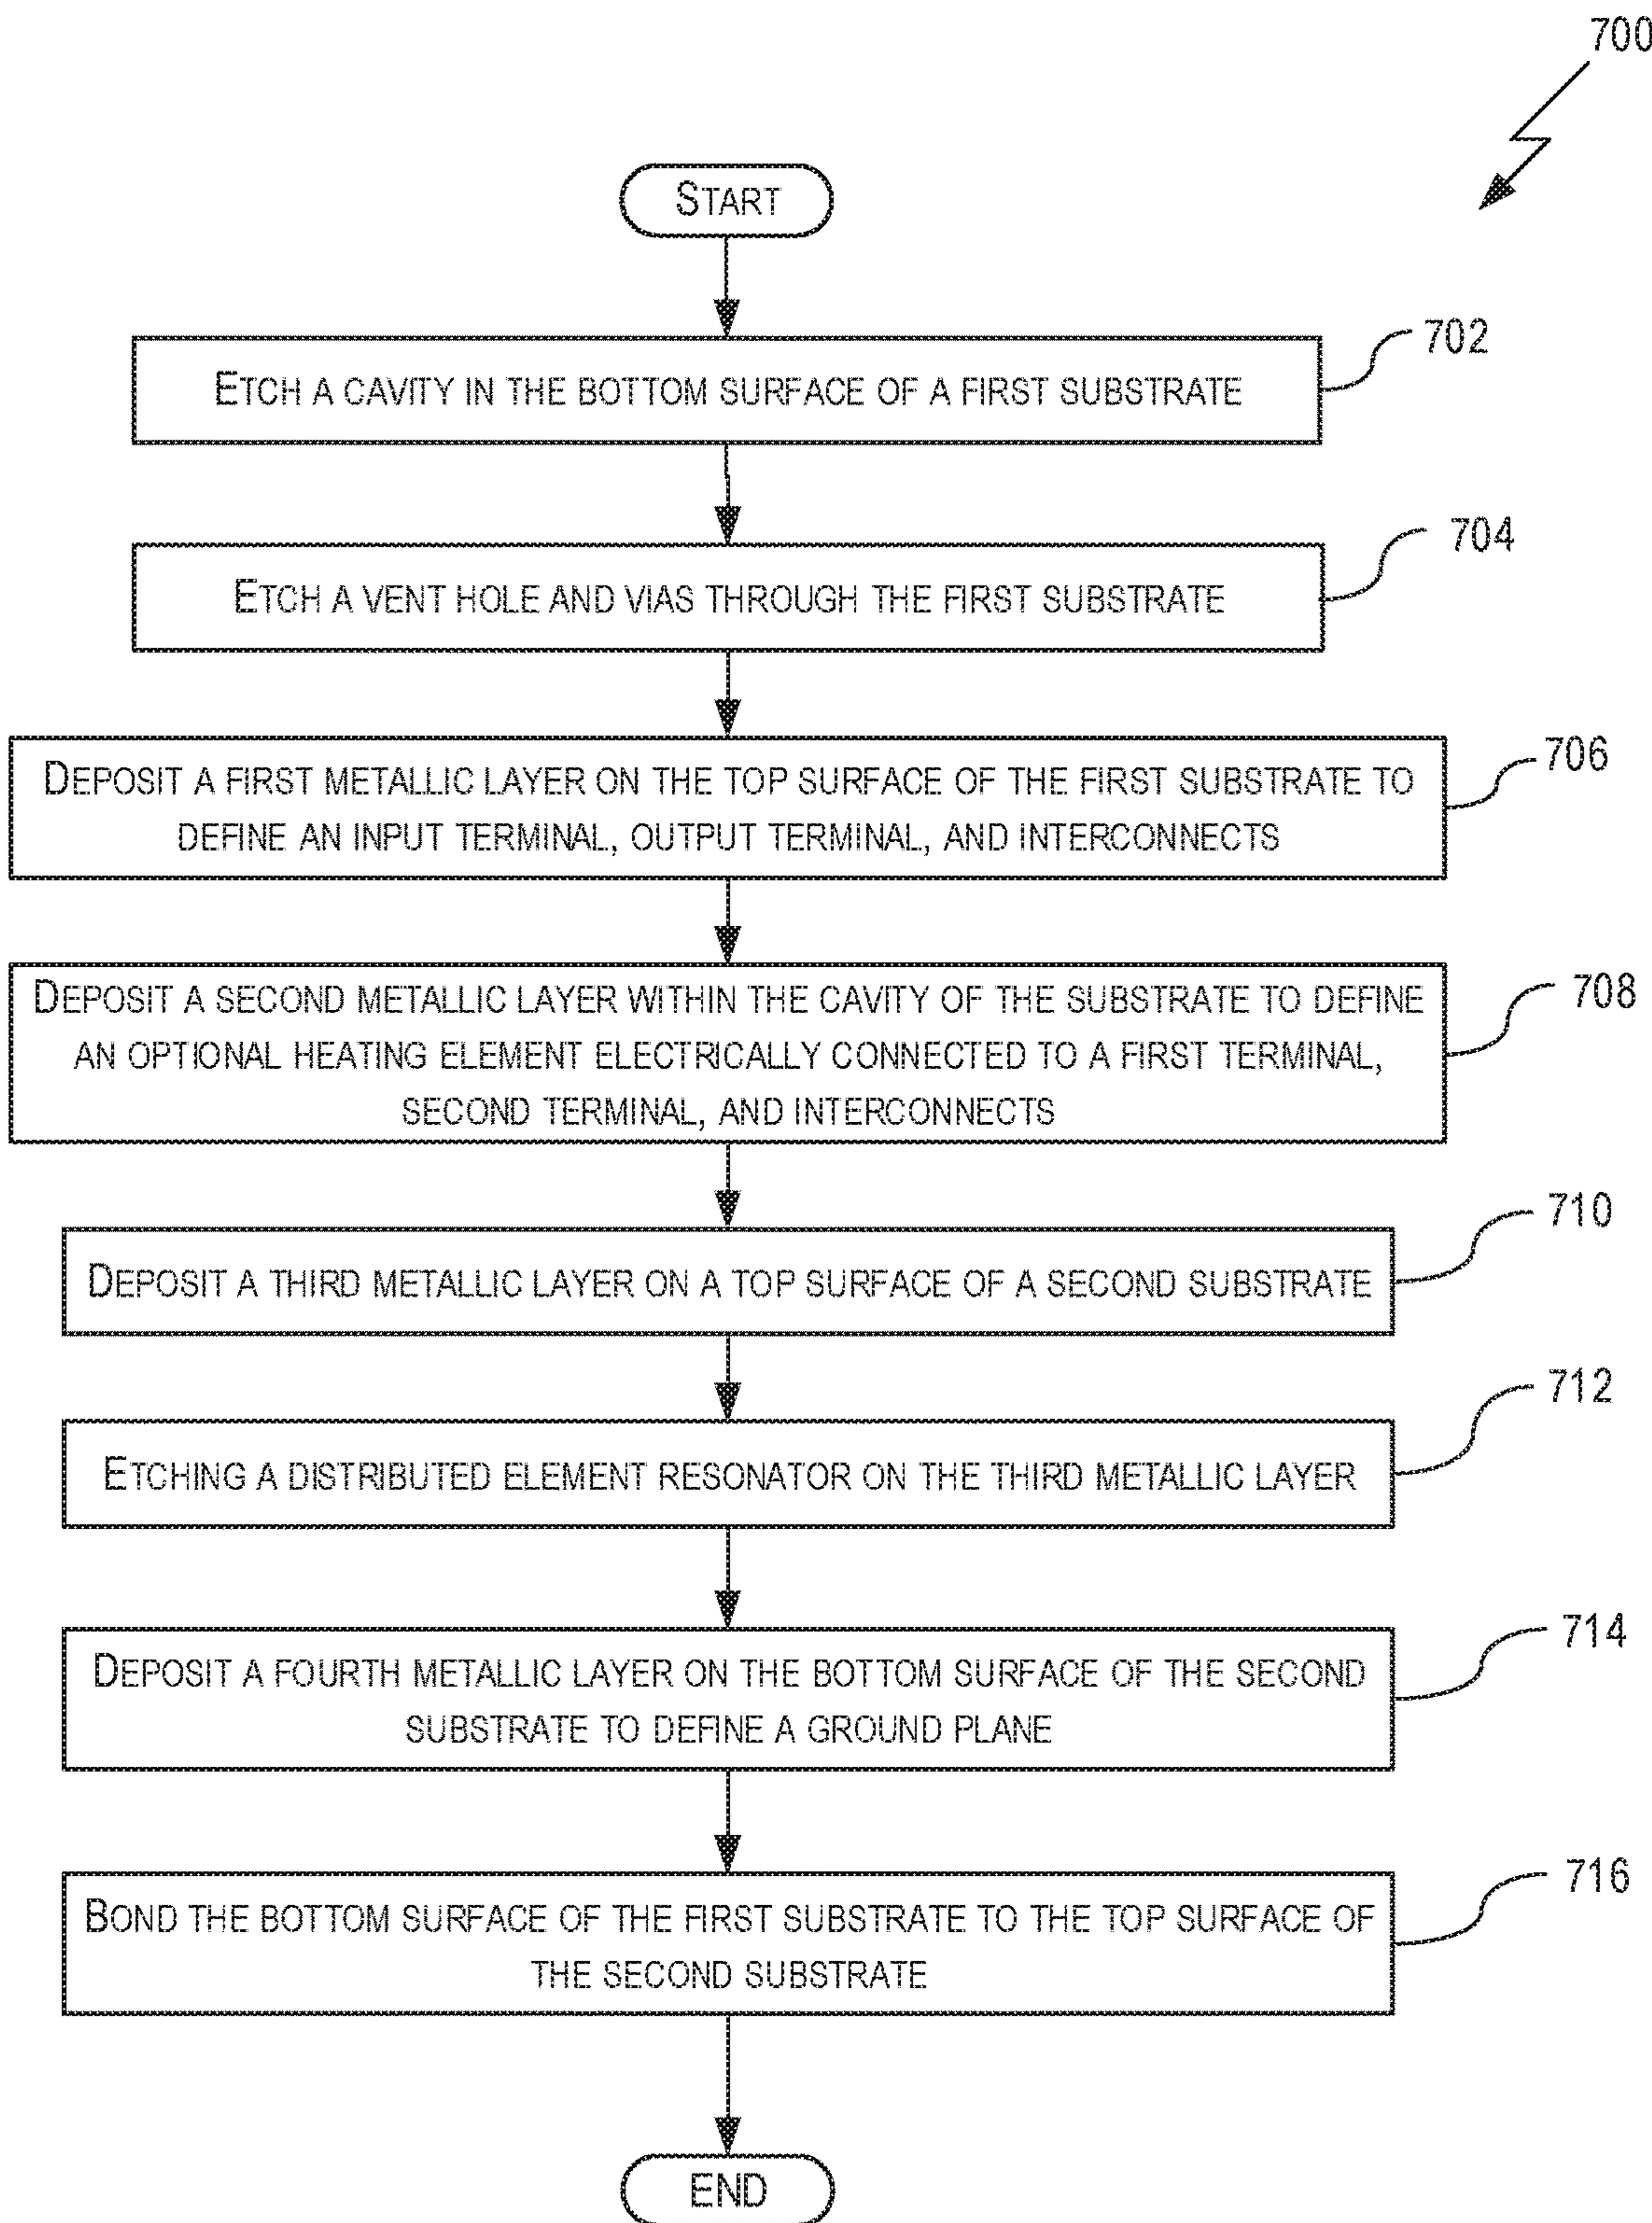 700
START
702
ETCH A CAVITY IN THE BOTTOM SURFACE OF A FIRST SUBSTRATE
704
ETCH A VENT HOLE AND VIAS THROUGH THE FIRST SUBSTRATE
706
DEPOSIT A FIRST METALLIC LAYER ON THE TOP SURFACE OF THE FIRST SUBSTRATE TO
DEFINE AN INPUT TERMINAL, OUTPUT TERMINAL, AND INTERCONNECTS
708
DEPOSIT A SECOND METALLIC LAYER WITHIN THE CAVITY OF THE SUBSTRATE TO DEFINE
AN OPTIONAL HEATING ELEMENT ELECTRICALLY CONNECTED TO A FIRST TERMINAL,
SECOND TERMINAL, AND INTERCONNECTS
710
DEPOSIT A THIRD METALLIC LAYER ON A TOP SURFACE OF A SECOND SUBSTRATE
712
ETCHING A DISTRIBUTED ELEMENT RESONATOR ON THE THIRD METALLIC LAYER
714
DEPOSIT A FOURTH METALLIC LAYER ON THE BOTTOM SURFACE OF THE SECOND
SUBSTRATE TO DEFINE A GROUND PLANE
716
BOND THE BOTTOM SURFACE OF THE FIRST SUBSTRATE TO THE TOP SURFACE OF
THE SECOND SUBSTRATE
END